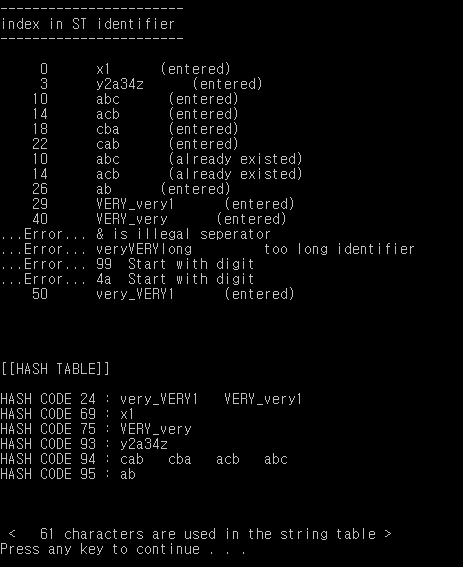 -----------------------
index in ST identifier
-----------------------
0 x1 (entered)
3 y2a34z (entered)
10 abc (entered)
14 acb (entered)
18 cba (entered)
22 cab (entered)
10 abc (already existed)
14 acb (already existed)
26 ab (entered)
29 VERY_very1 (entered)
40 VERY_very (entered)
...Error... & is illegal seperator
...Error... veryVERYlong too long identifier
...Error... 99 Start with digit
...Error... 4a Start with digit
50 very_VERY1 (entered)
[[HASH TABLE]]
HASH CODE 24 : very_VERY1 VERY_very1
HASH CODE 69 : x1
HASH CODE 75 : VERY_very
HASH CODE 93 : y2a34z
HASH CODE 94 : cab cba acb abc
HASH CODE 95 : ab
< 61 characters are used in the string table >
Press any key to continue . . .